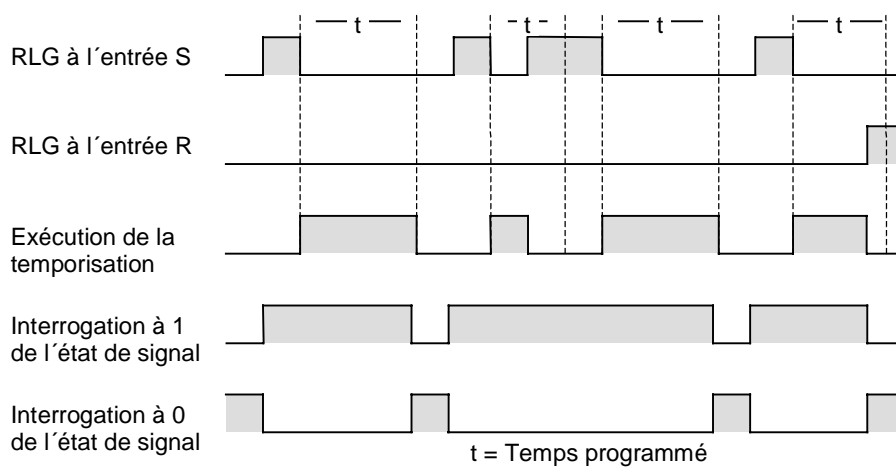 t t t t
RLG à l´entrée S
RLG à l´entrée R
Exécution de la
temporisation
Interrogation à 1
de l´état de signal
Interrogation à 0
de l´état de signal
t = Temps programmé